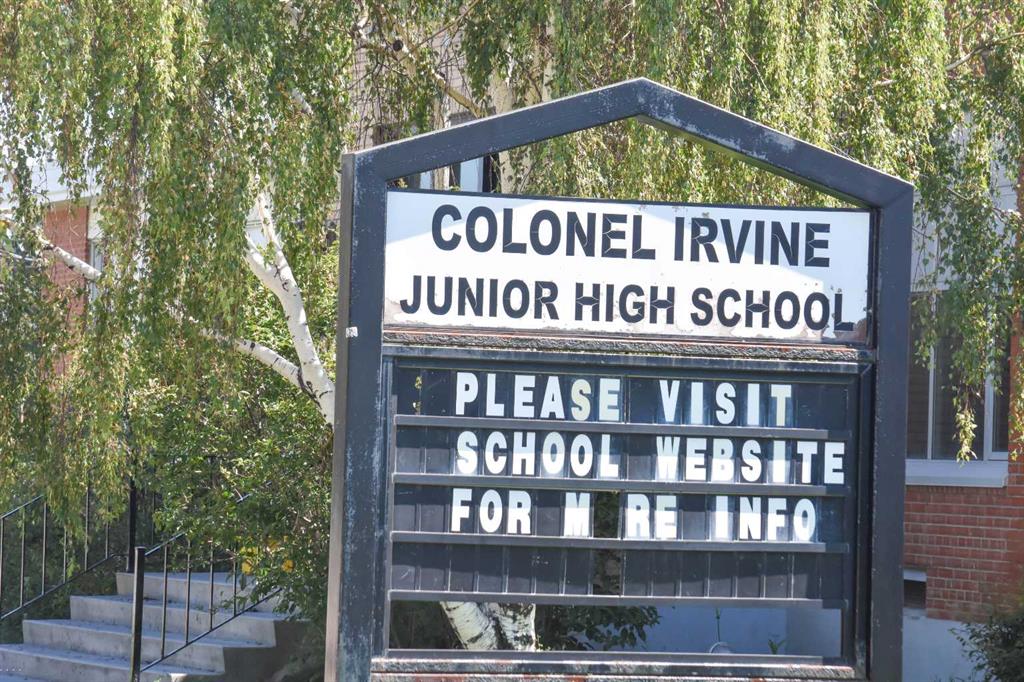 COLONEL IRVINE
JUNIOR HIGH SCHOOL
PLEASE VISIT
SCHOOL WEBSITE
FOR M RE INFO